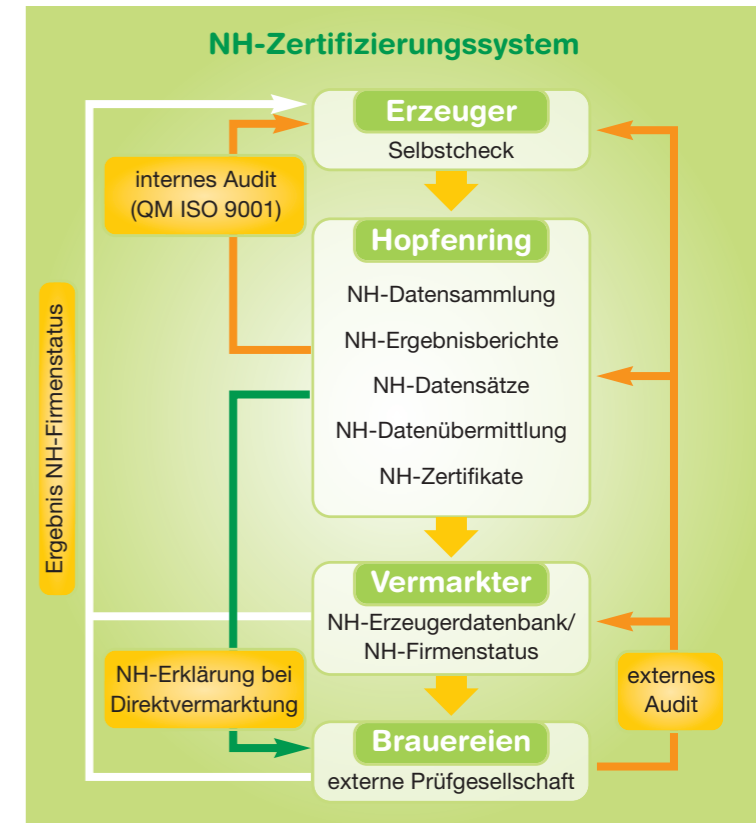 NH-Zertifizierungssystem
Erzeuger
Selbstcheck
internes Audit
(QM ISO 9001)
Hopfenring
NH-Datensammlung
NH-Ergebnisberichte
NH-Datensätze
NH-Datenübermittlung
NH-Zertifikate
Ergebnis NH-Firmenstatus
Vermarkter
NH-Erzeugerdatenbank/
NH-Firmenstatus
NH-Erklärung bei
Direktvermarktung
externes
Audit
Brauereien
externe Prüfgesellschaft